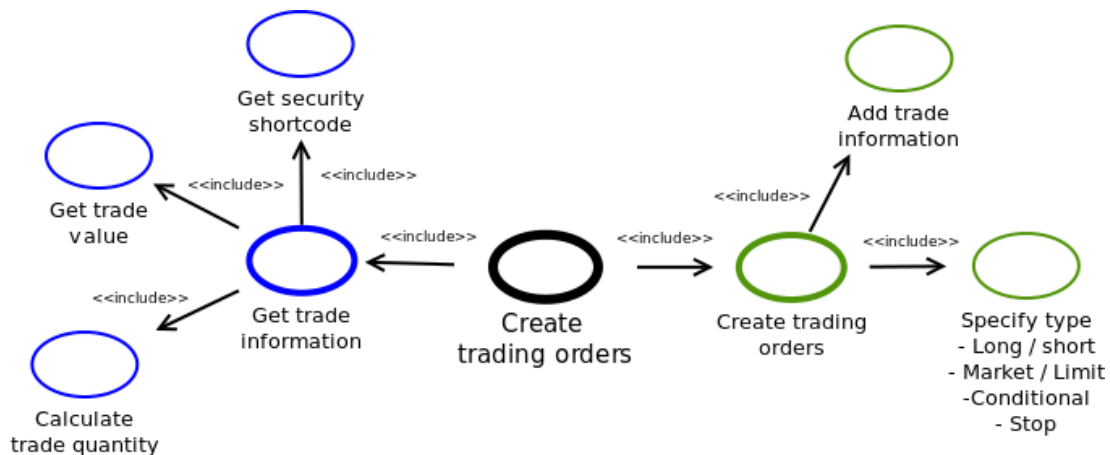 Get security
shortcode
Add trade
information
<<include>>
<<include>>
<<include>>
Get trade
value
<<include>>
<<include>>
<<include>>
<<include>>
Get trade
information
Create
trading orders
Create trading
orders
Specify type
- Long / short
- Market / Limit
-Conditional
- Stop
Calculate
trade quantity